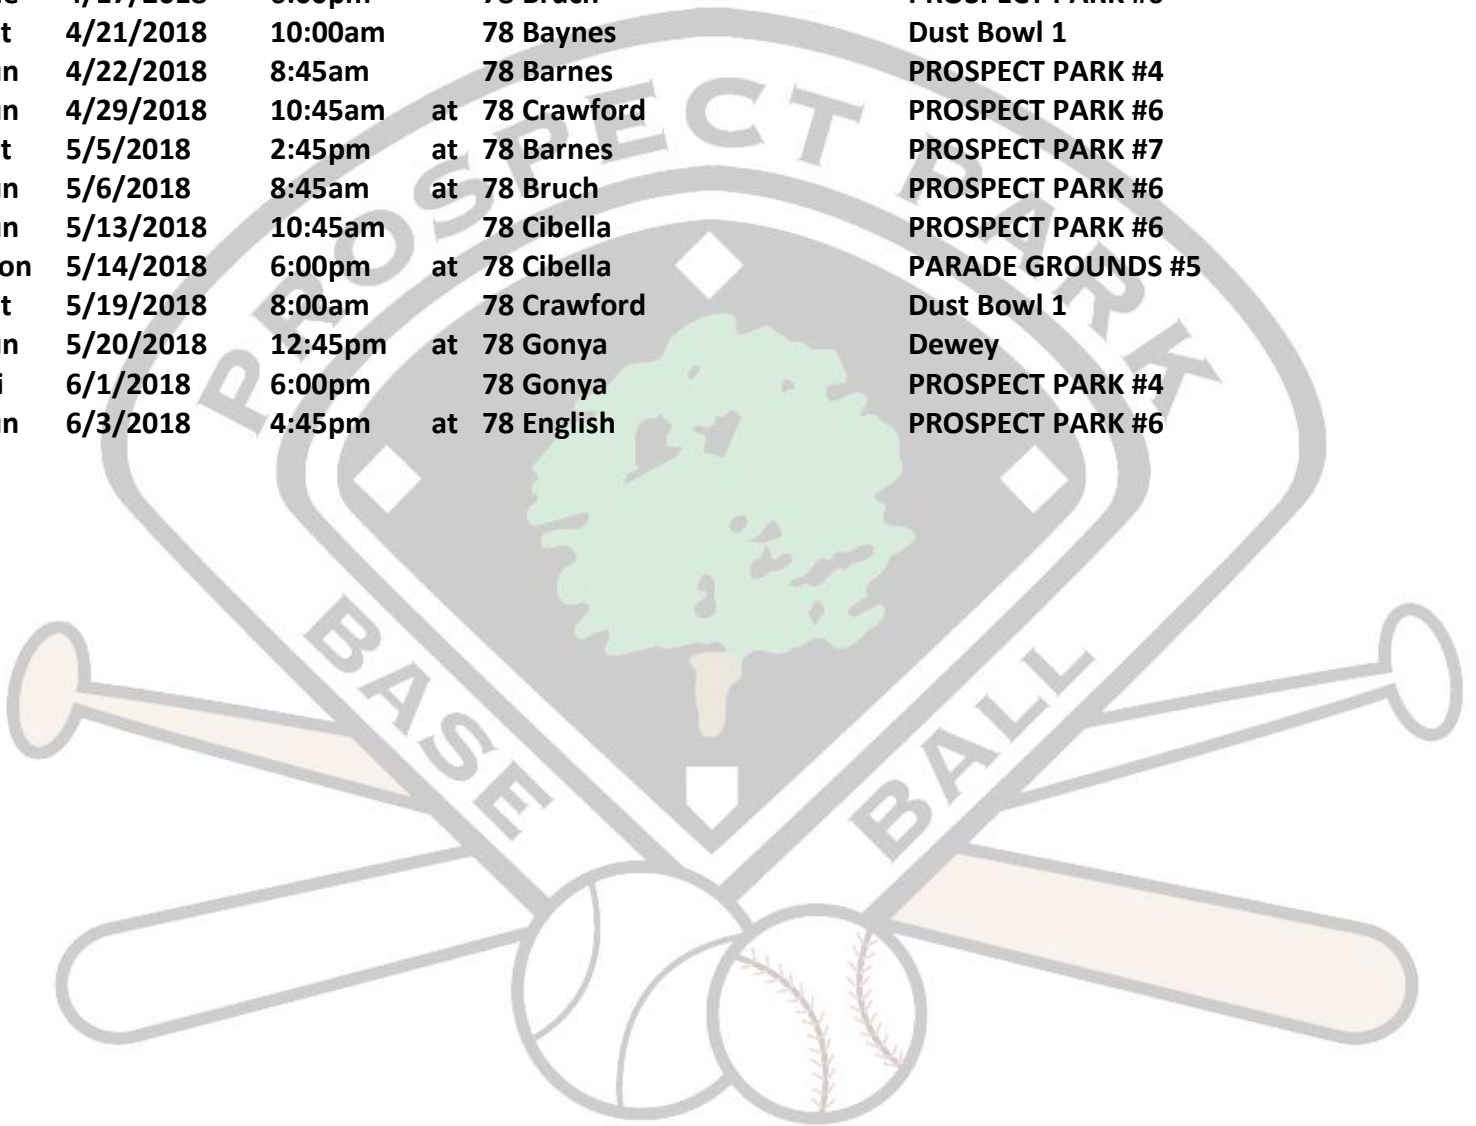 t 4/21/2018 10:00am 78 Baynes Dust Bowl 1
un 4/22/2018 8:45am 78 Barnes PROSPECT PARK #4
un 4/29/2018 10:45am at 78 Crawford PROSPECT PARK #6
t 5/5/2018 2:45pm at 78 Barnes PROSPECT PARK #7
un 5/6/2018 8:45am at 78 Bruch PROSPECT PARK #6
un 5/13/2018 10:45am 78 Cibella PROSPECT PARK #6
on 5/14/2018 6:00pm at 78 Cibella PARADE GROUNDS #5
t 5/19/2018 8:00am 78 Crawford Dust Bowl 1
un 5/20/2018 12:45pm at 78 Gonya Dewey
i 6/1/2018 6:00pm 78 Gonya PROSPECT PARK #4
un 6/3/2018 4:45pm at 78 English PROSPECT PARK #6
PROSPECT PARK
BASE BALL